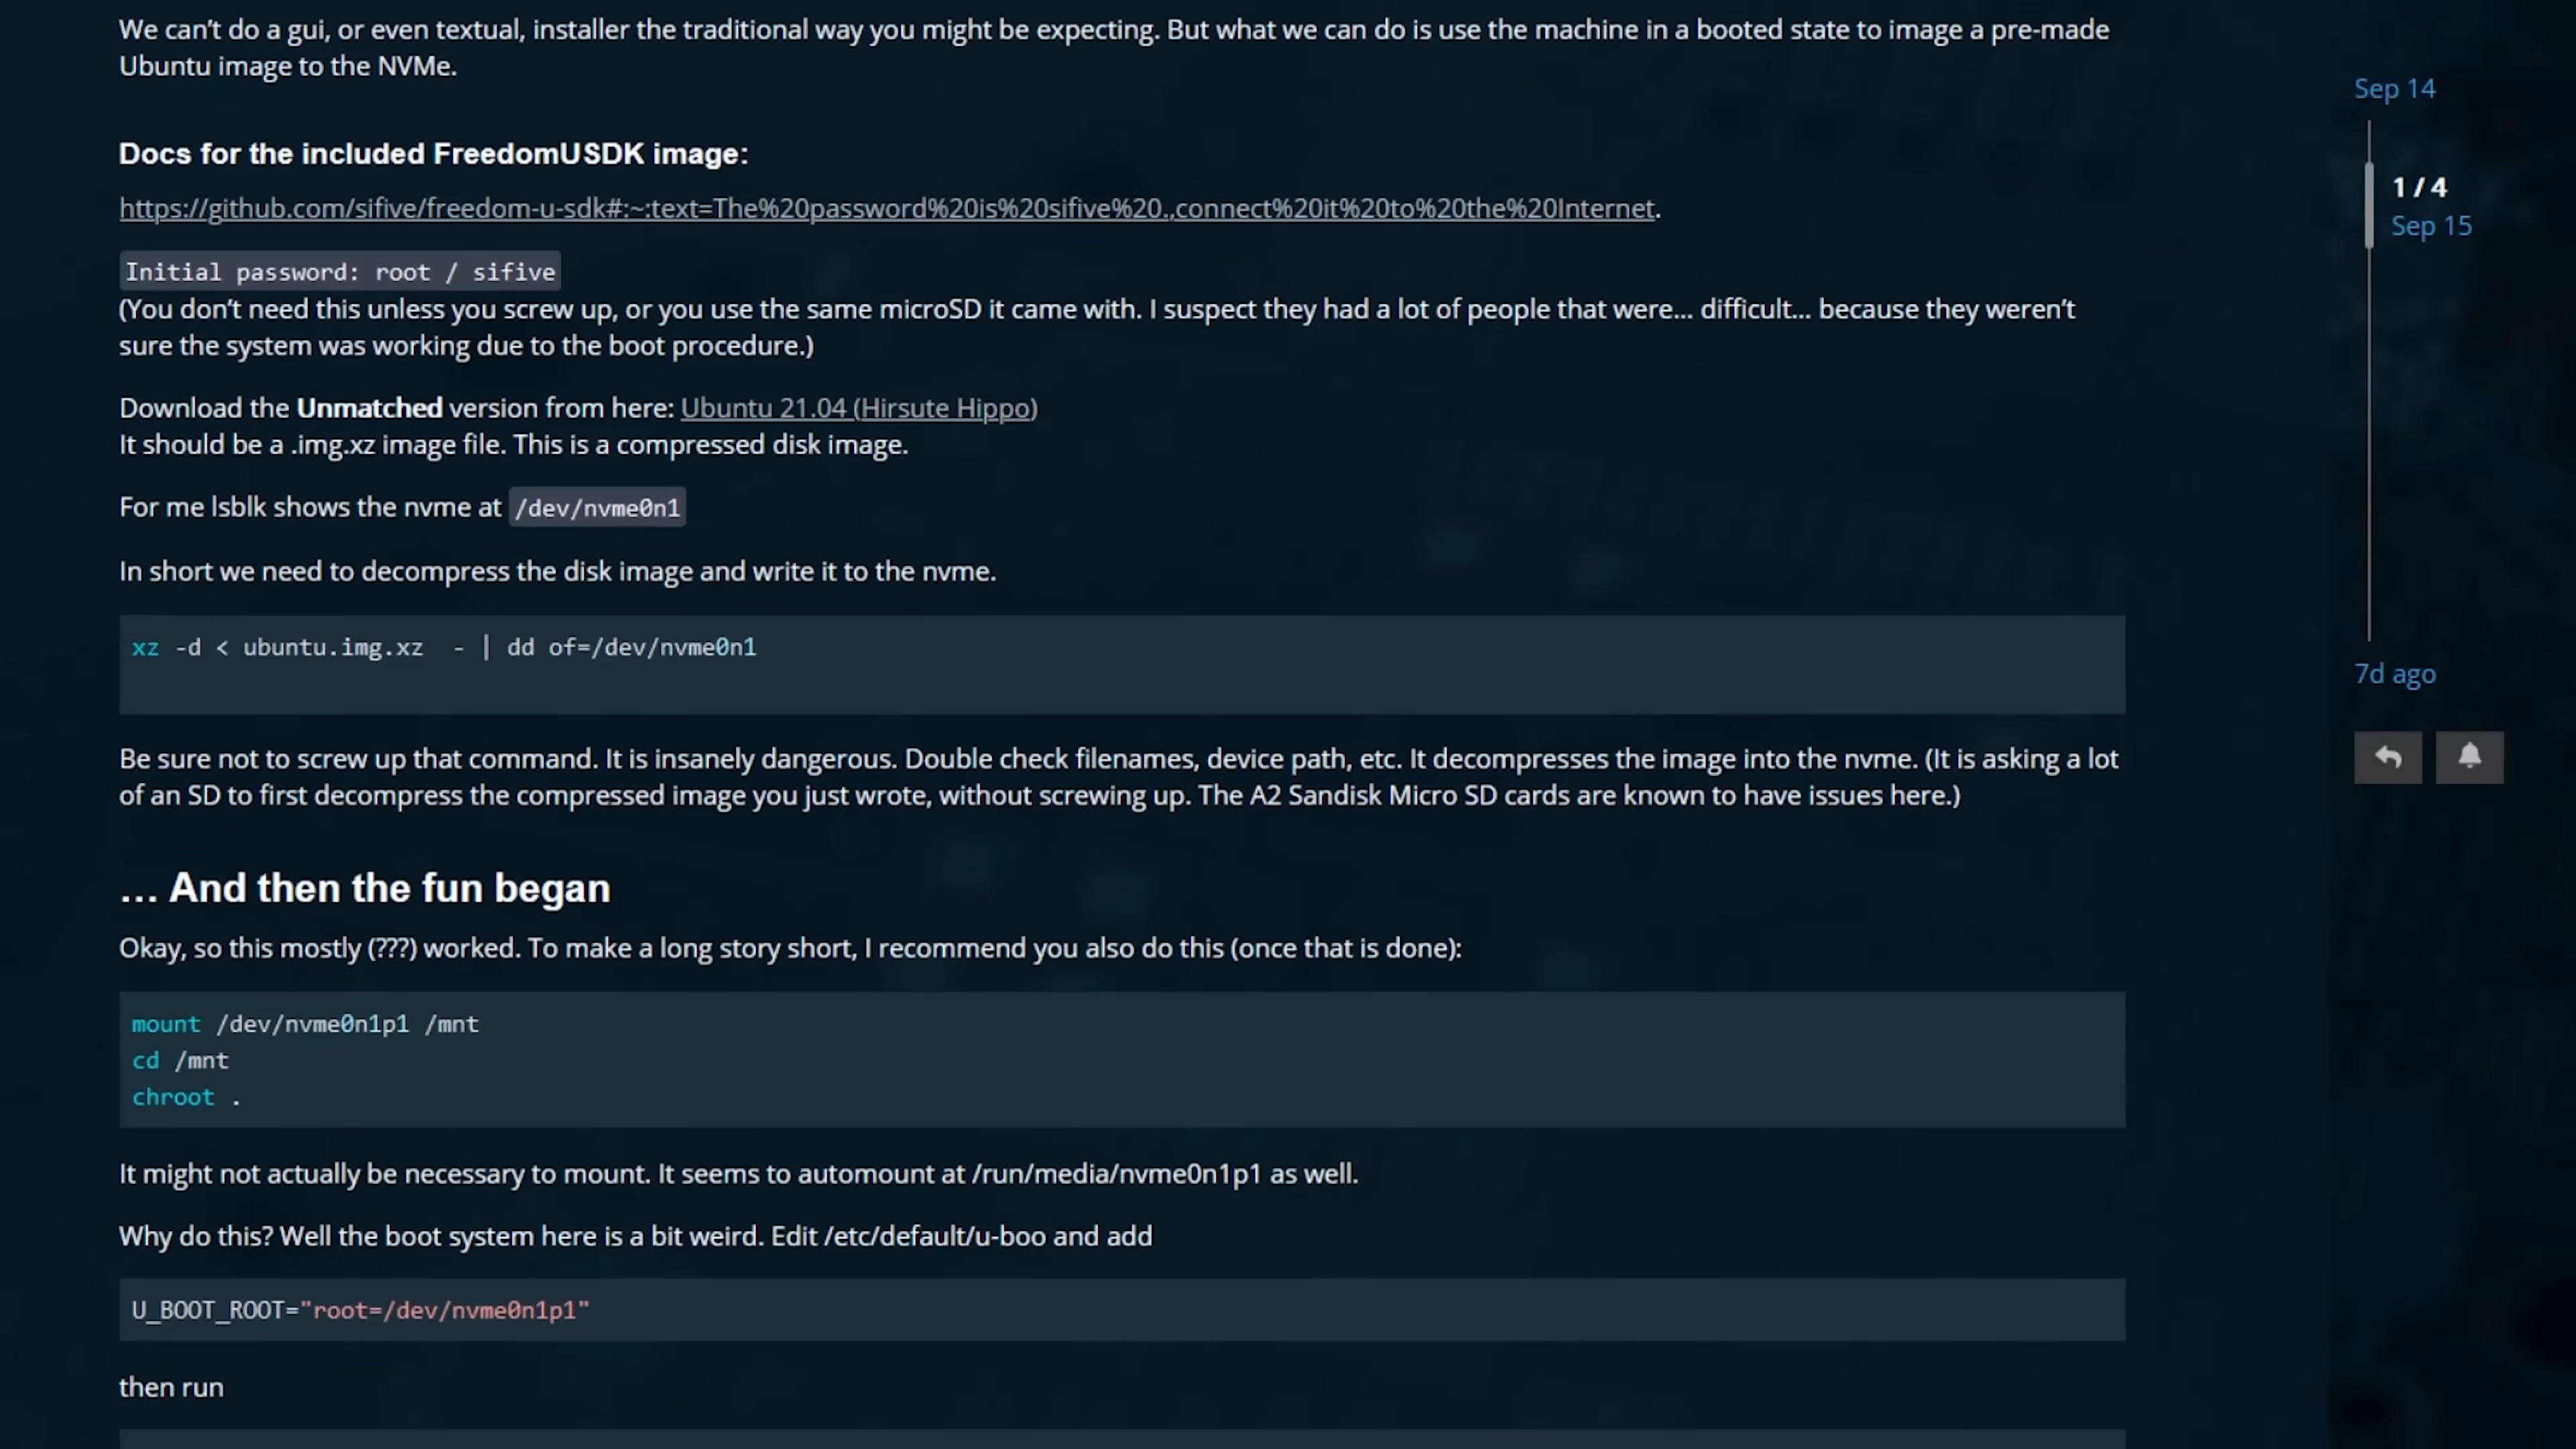 We can't do a gui, or even textual, installer the traditional way you might be expecting. But what we can do is use the machine in a booted state to image a pre-made
Ubuntu image to the NVMe.
Sep 14
Docs for the included FreedomUSDK image:
1 / 4
https://github.com/sifive/freedom-u-sdk#:~:text=The%20password%20is%20sifive%20.,connect%20it%20to%20the%20Internet.
Sep 15
Initial password: root / sifive
(You don't need this unless you screw up, or you use the same microSD it came with. I suspect they had a lot of people that were… difficult… because they weren't
sure the system was working due to the boot procedure.)
Download the Unmatched version from here: Ubuntu 21.04 (Hirsute Hippo)
It should be a .img.xz image file. This is a compressed disk image.
For me lsblk shows the nvme at /dev/nvme0n1
In short we need to decompress the disk image and write it to the nvme.
xz -d < ubuntu.img.xz  - | dd of=/dev/nvme0n1
7d ago
Be sure not to screw up that command. It is insanely dangerous. Double check filenames, device path, etc. It decompresses the image into the nvme. (It is asking a lot
of an SD to first decompress the compressed image you just wrote, without screwing up. The A2 Sandisk Micro SD cards are known to have issues here.)
… And then the fun began
Okay, so this mostly (???) worked. To make a long story short, I recommend you also do this (once that is done):
mount /dev/nvme0n1p1 /mnt
cd /mnt
chroot .
It might not actually be necessary to mount. It seems to automount at /run/media/nvme0n1p1 as well.
Why do this? Well the boot system here is a bit weird. Edit /etc/default/u-boo and add
U_BOOT_ROOT="root=/dev/nvme0n1p1"
then run